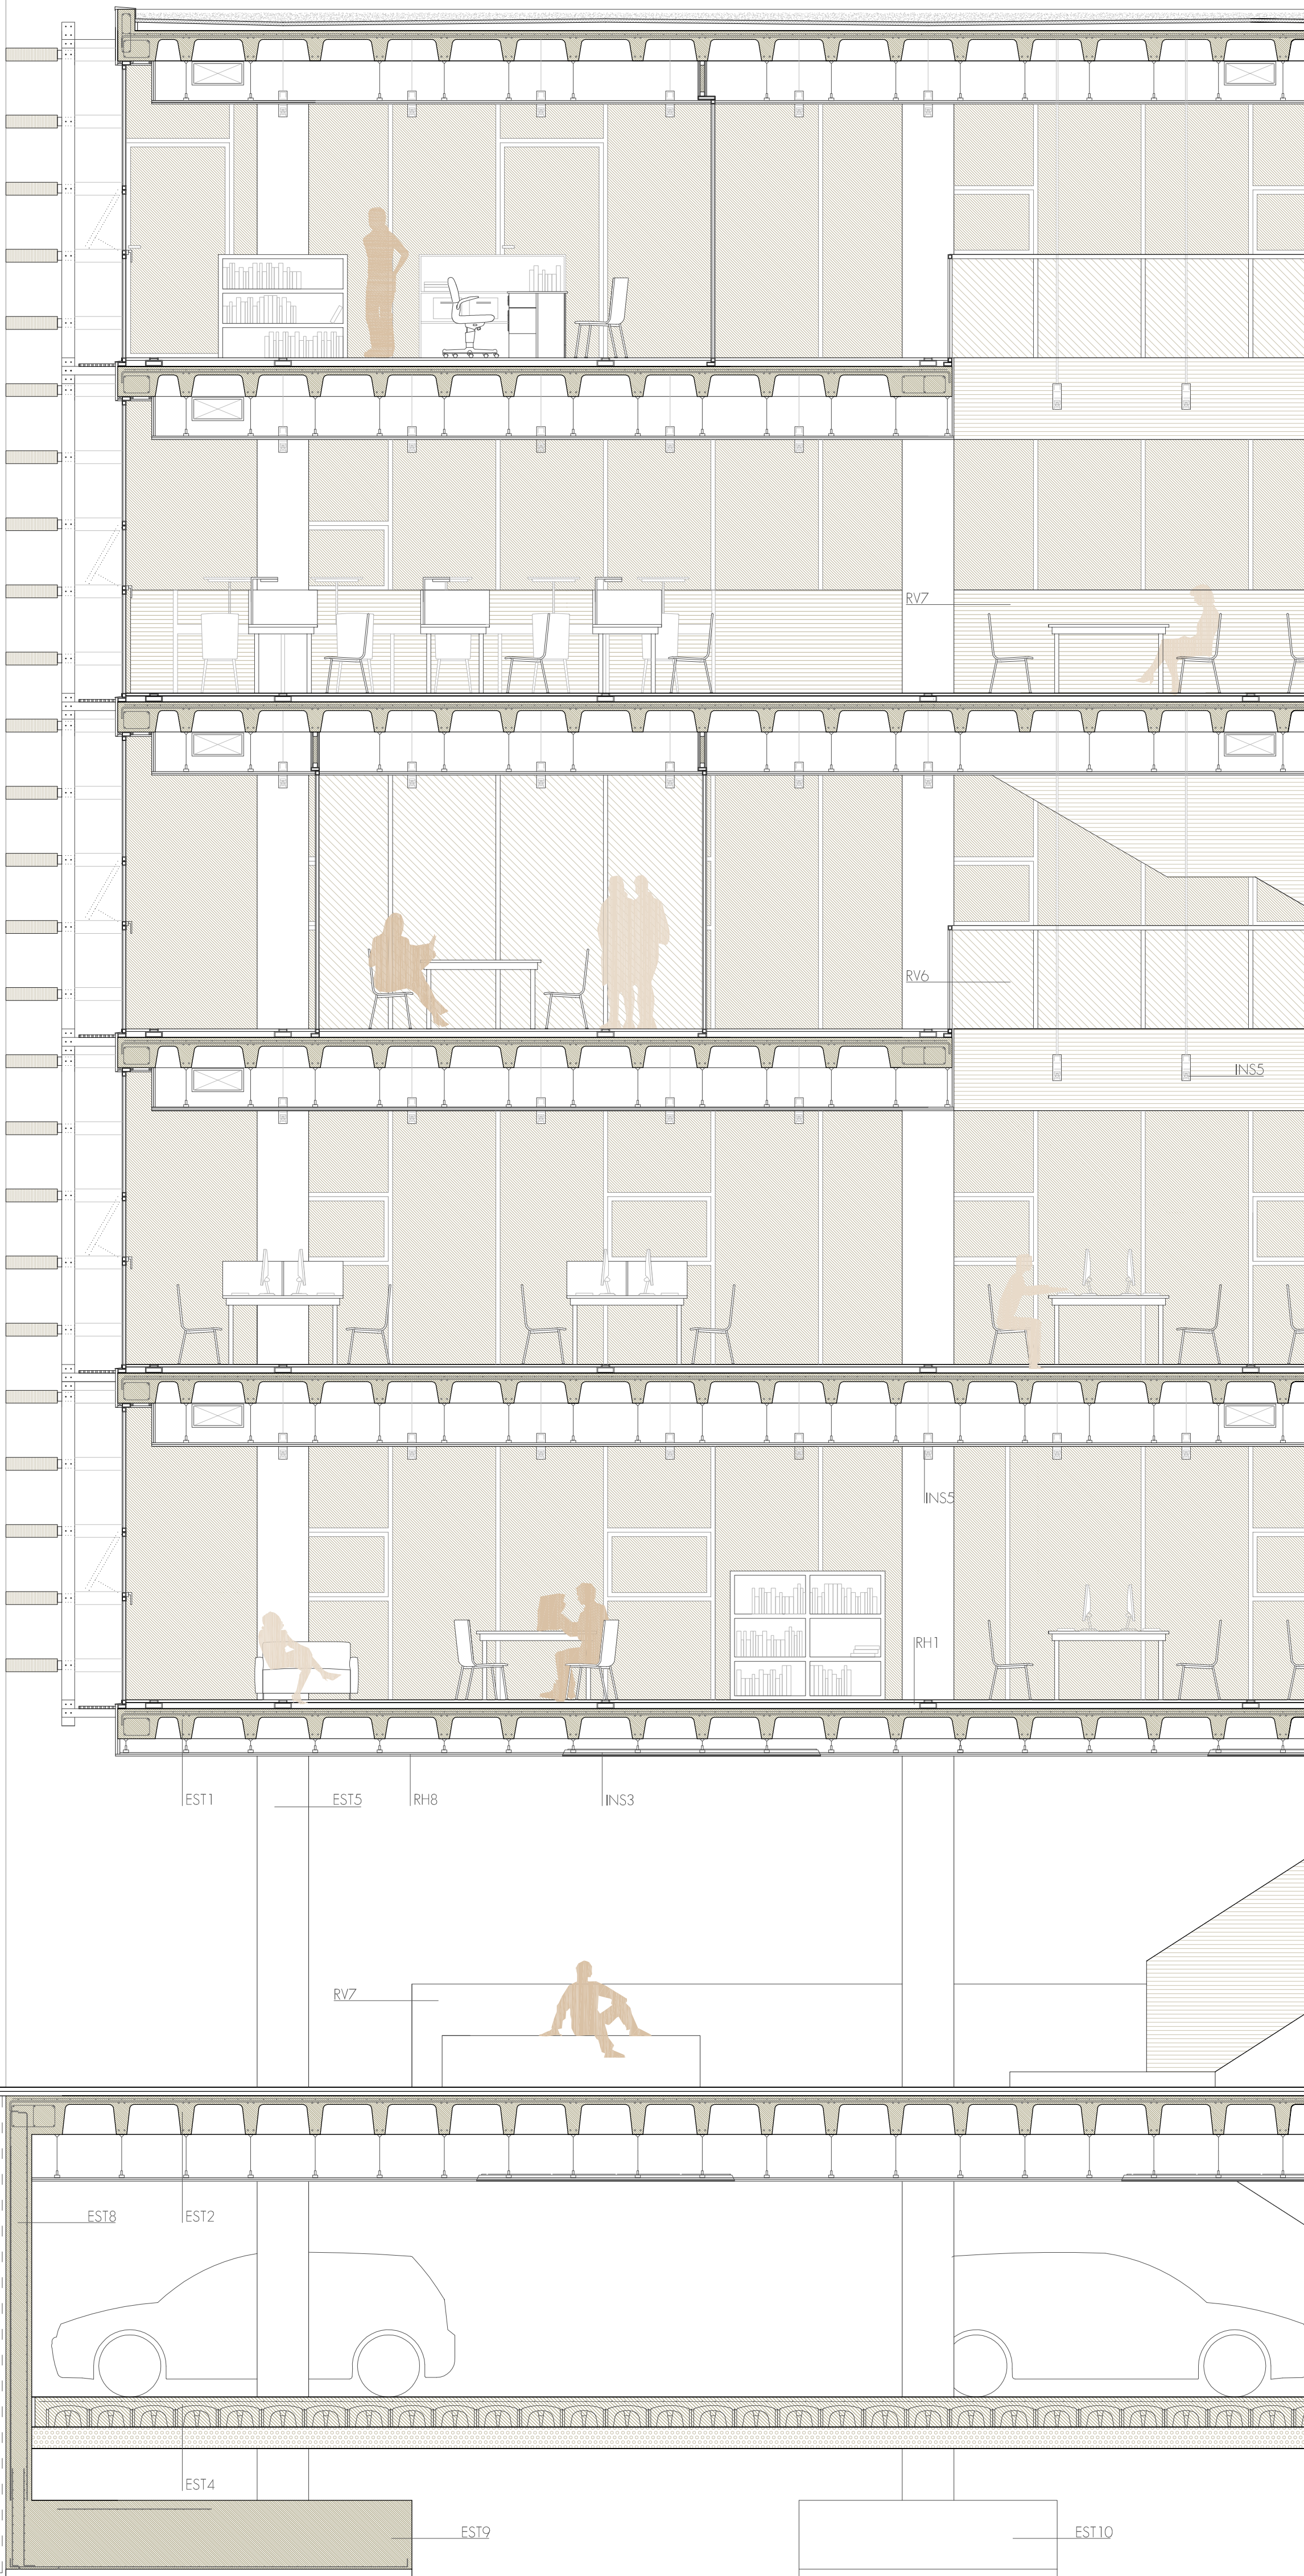 RV7
RV6
INS5
INS5
RH1
EST1
EST5
RH8
INS3
RV7
EST8
EST2
EST4
EST9
EST10